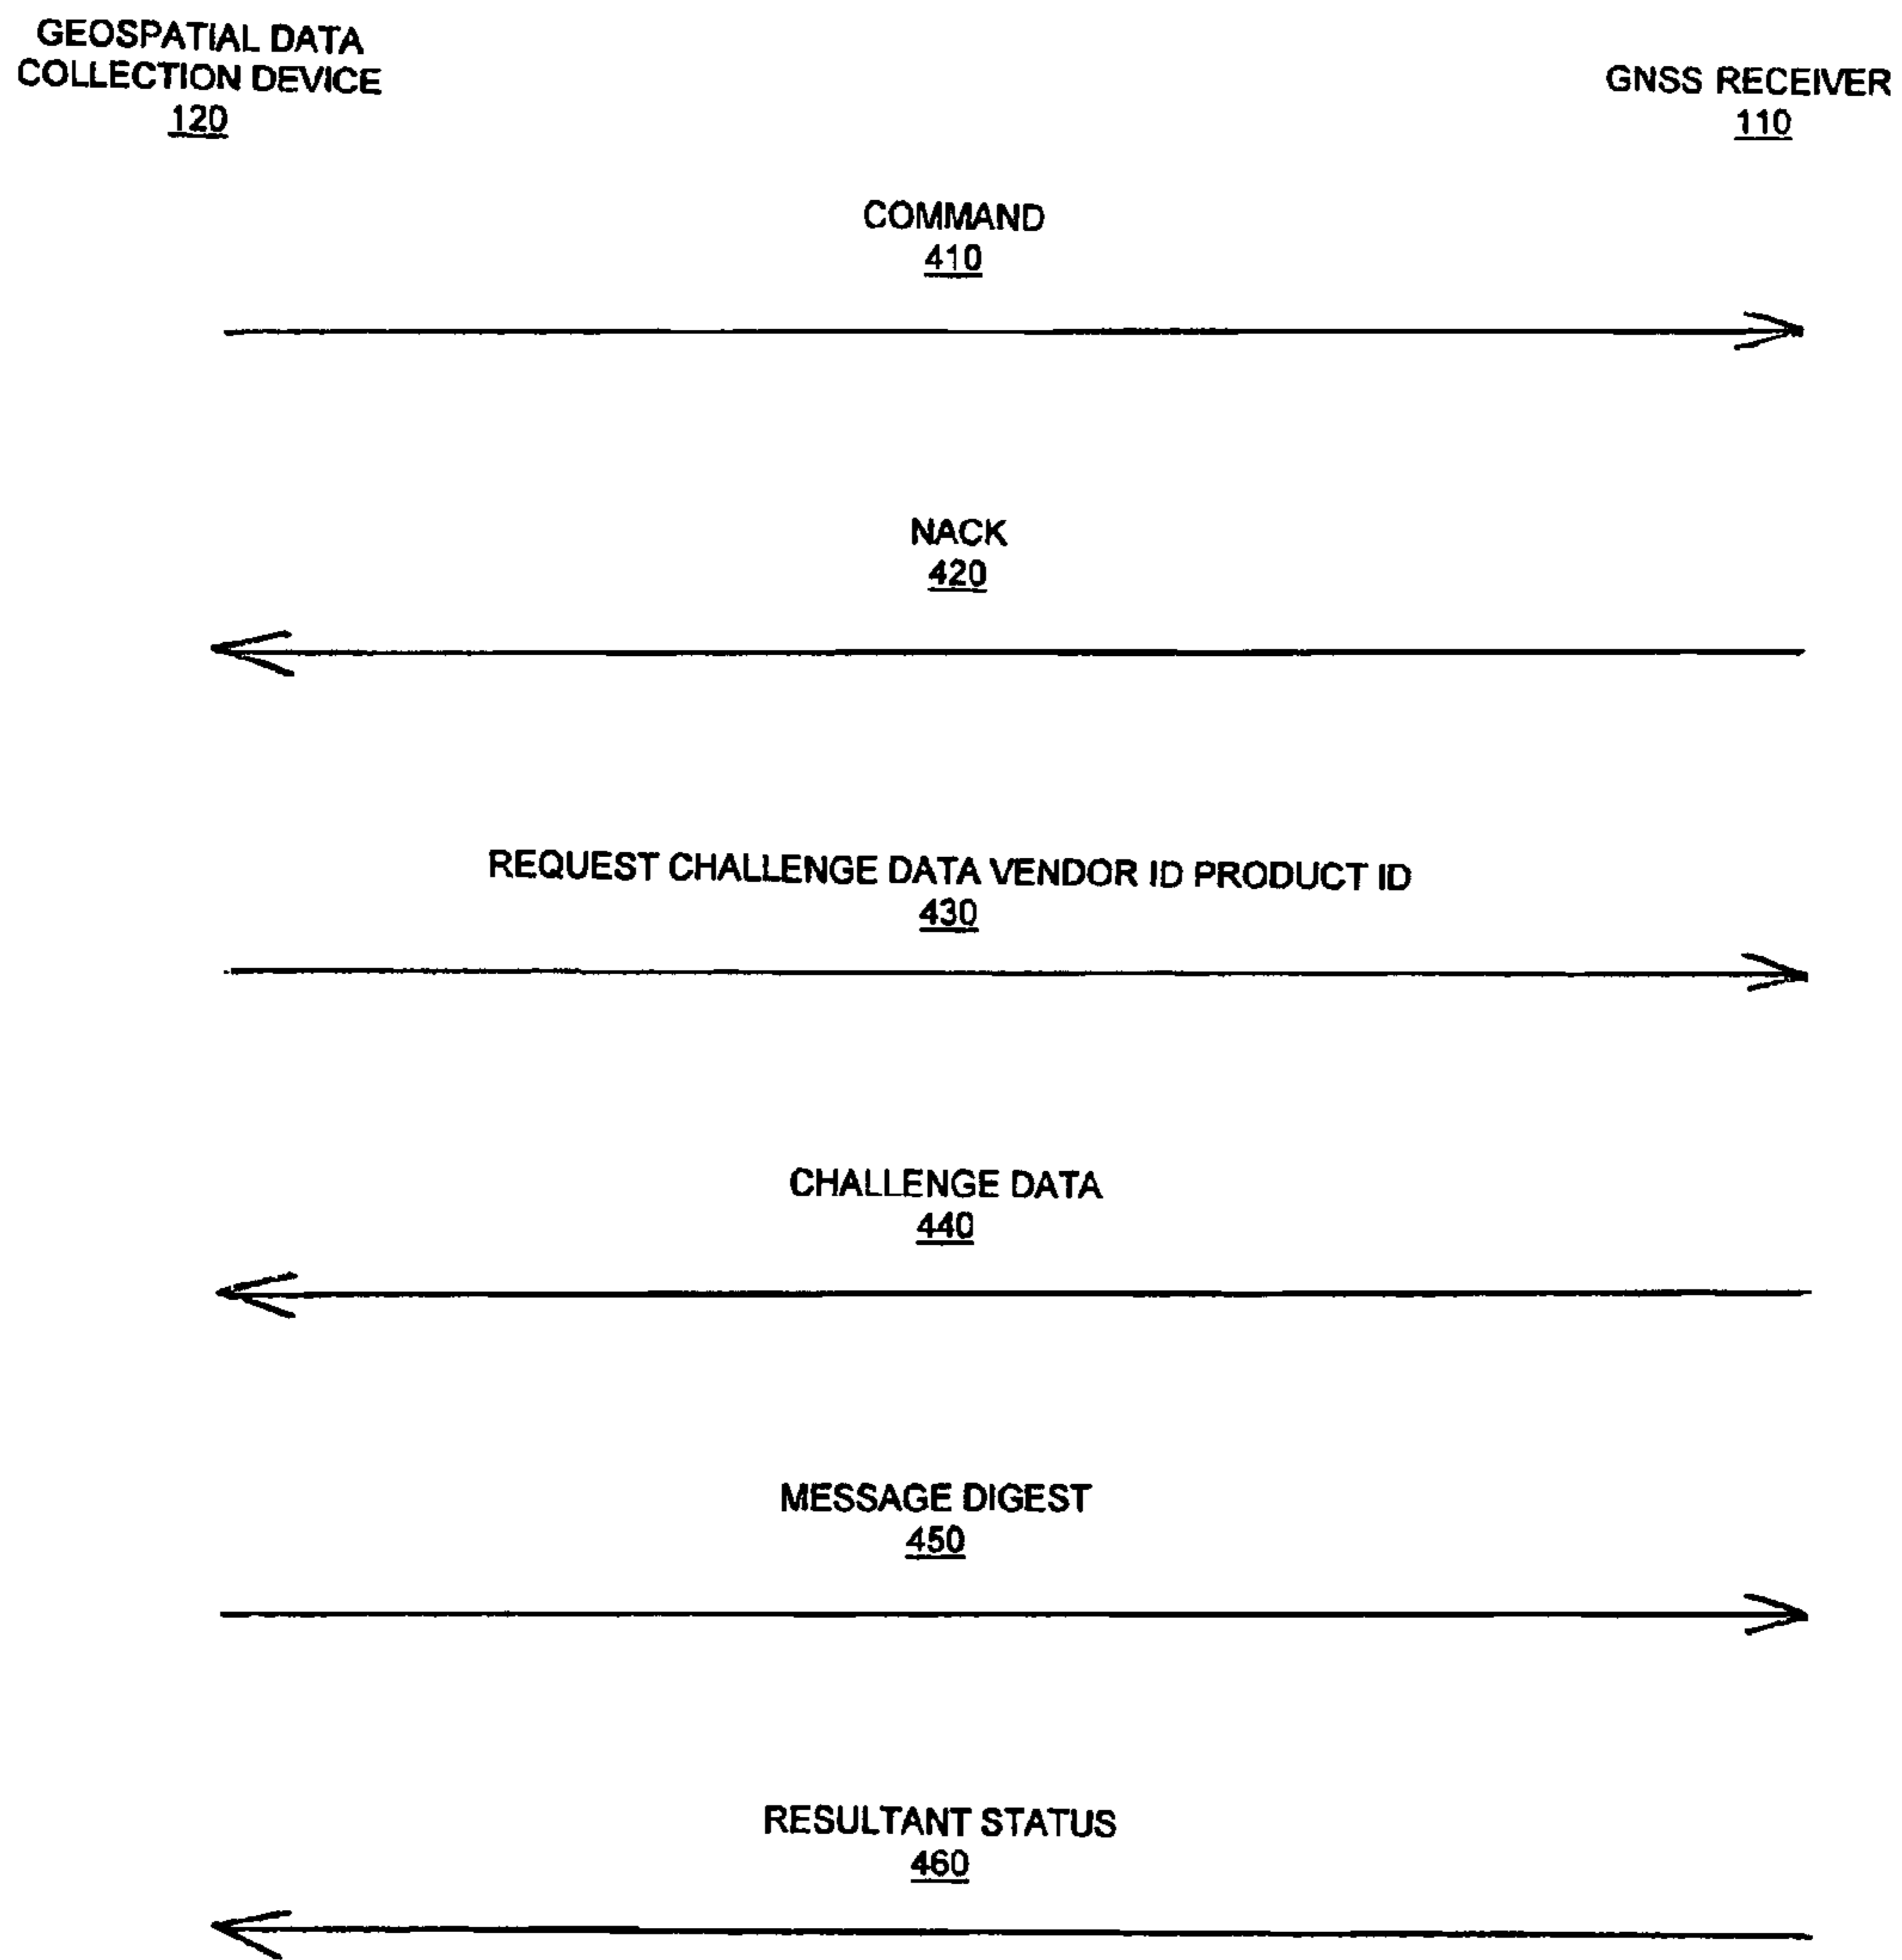 GEOSPATIAL DATA
COLLECTION DEVICE
120
GNSS RECEIVER
110
COMMAND
410
NACK
420
REQUEST CHALLENGE DATA VENDOR ID PRODUCT ID
430
CHALLENGE DATA
440
MESSAGE DIGEST
450
RESULTANT STATUS
460